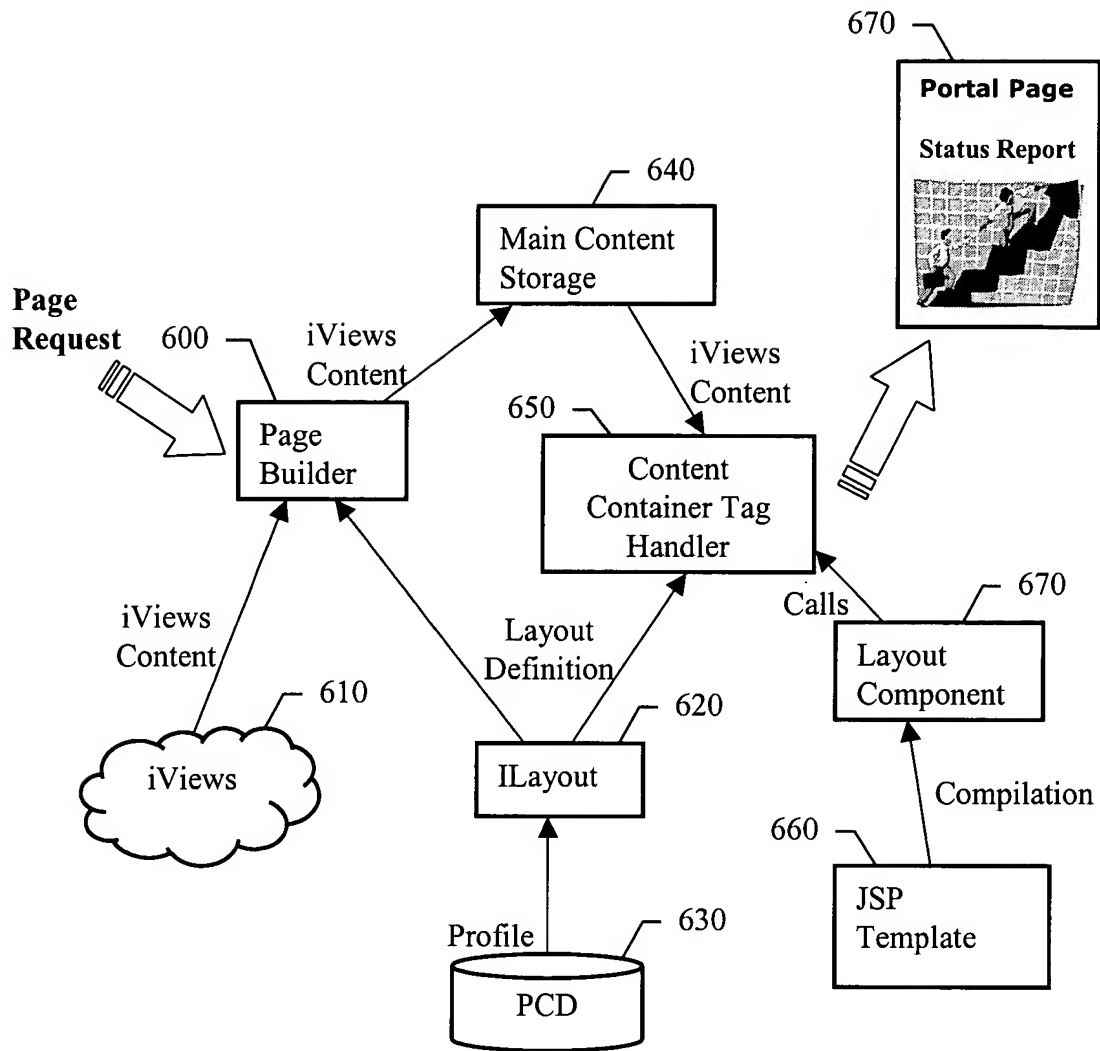 670
Portal Page
Status Report
640
Main Content
Storage
Page
Request
600
iViews
Content
iViews
Content
650
Page
Builder
Content
Container Tag
Handler
iViews
Content
Layout
Definition
Calls
670
Layout
Component
610
iViews
620
ILayout
Compilation
660
JSP
Template
Profile
630
PCD